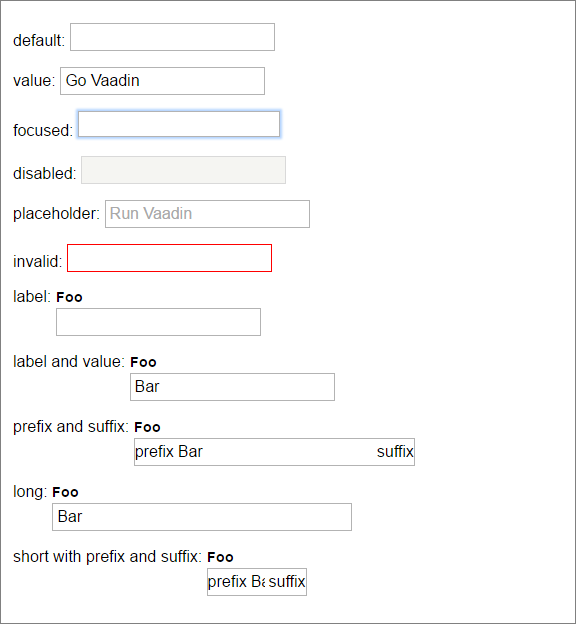 default:
value: Go Vaadin
focused:
disabled:
placeholder: Run Vaadin
invalid:
label: Foo
label and value: Foo
Bar
prefix and suffix: Foo
prefix Bar suffix
long: Foo
Bar
short with prefix and suffix: Foo
prefix Ba suffix